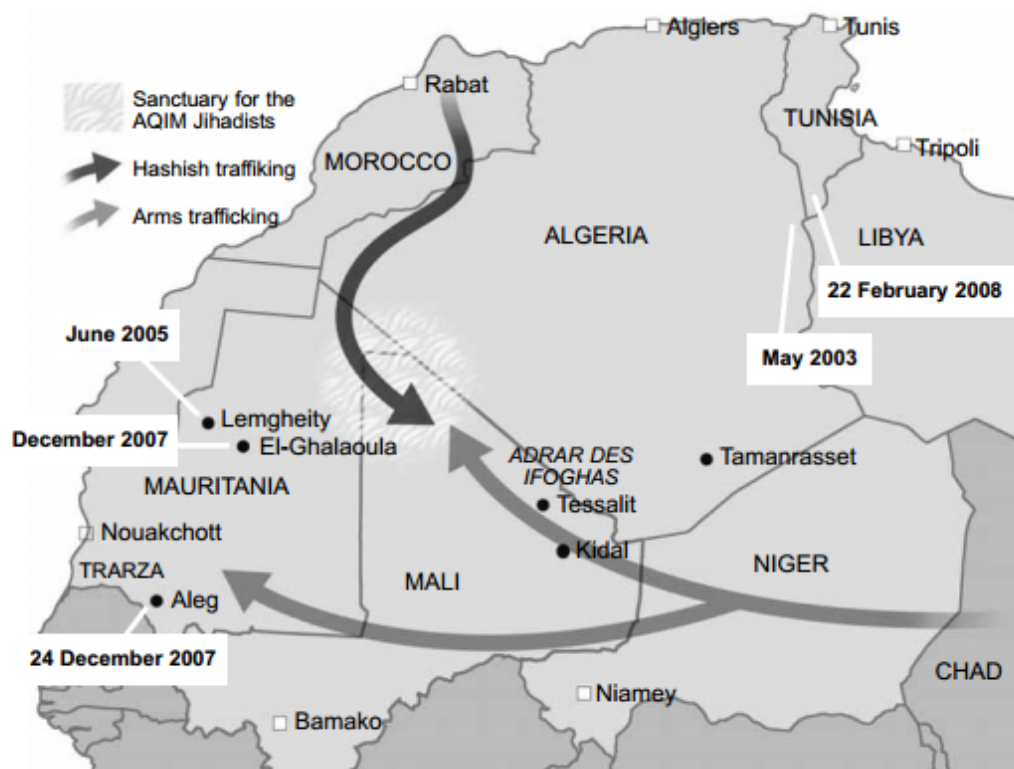 Algiers
Tunis
Rabat
Sanctuary for the
AQIM Jihadists
TUNISIA
Tripoli
MOROCCO
Hashish traffiking
Arms trafficking
ALGERIA
LIBYA
22 February 2008
June 2005
May 2003
Lemgheity
December 2007
El-Ghalaoula
ADRAR DES
IFOGHAS
Tamanrasset
MAURITANIA
Tessalit
Nouakchott
Kidal
NIGER
TRARZA
MALI
Aleg
24 December 2007
CHAD
Niamey
Bamako